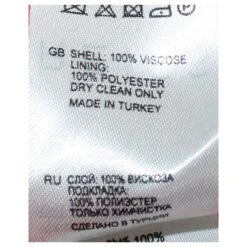 GB SHELL: 100% VISCOSE
LINING:
100% POLYESTER
DRY CLEAN ONLY
MADE IN TURKEY
RU СЛОЙ: 100% ВИСКОЗА
ПОДКЛАДКА:
100% ПОЛИЭСТЕР
ТОЛЬКО ХИМЧИСТКА
СДЕЛАНО В ТУРЦИИ
100%